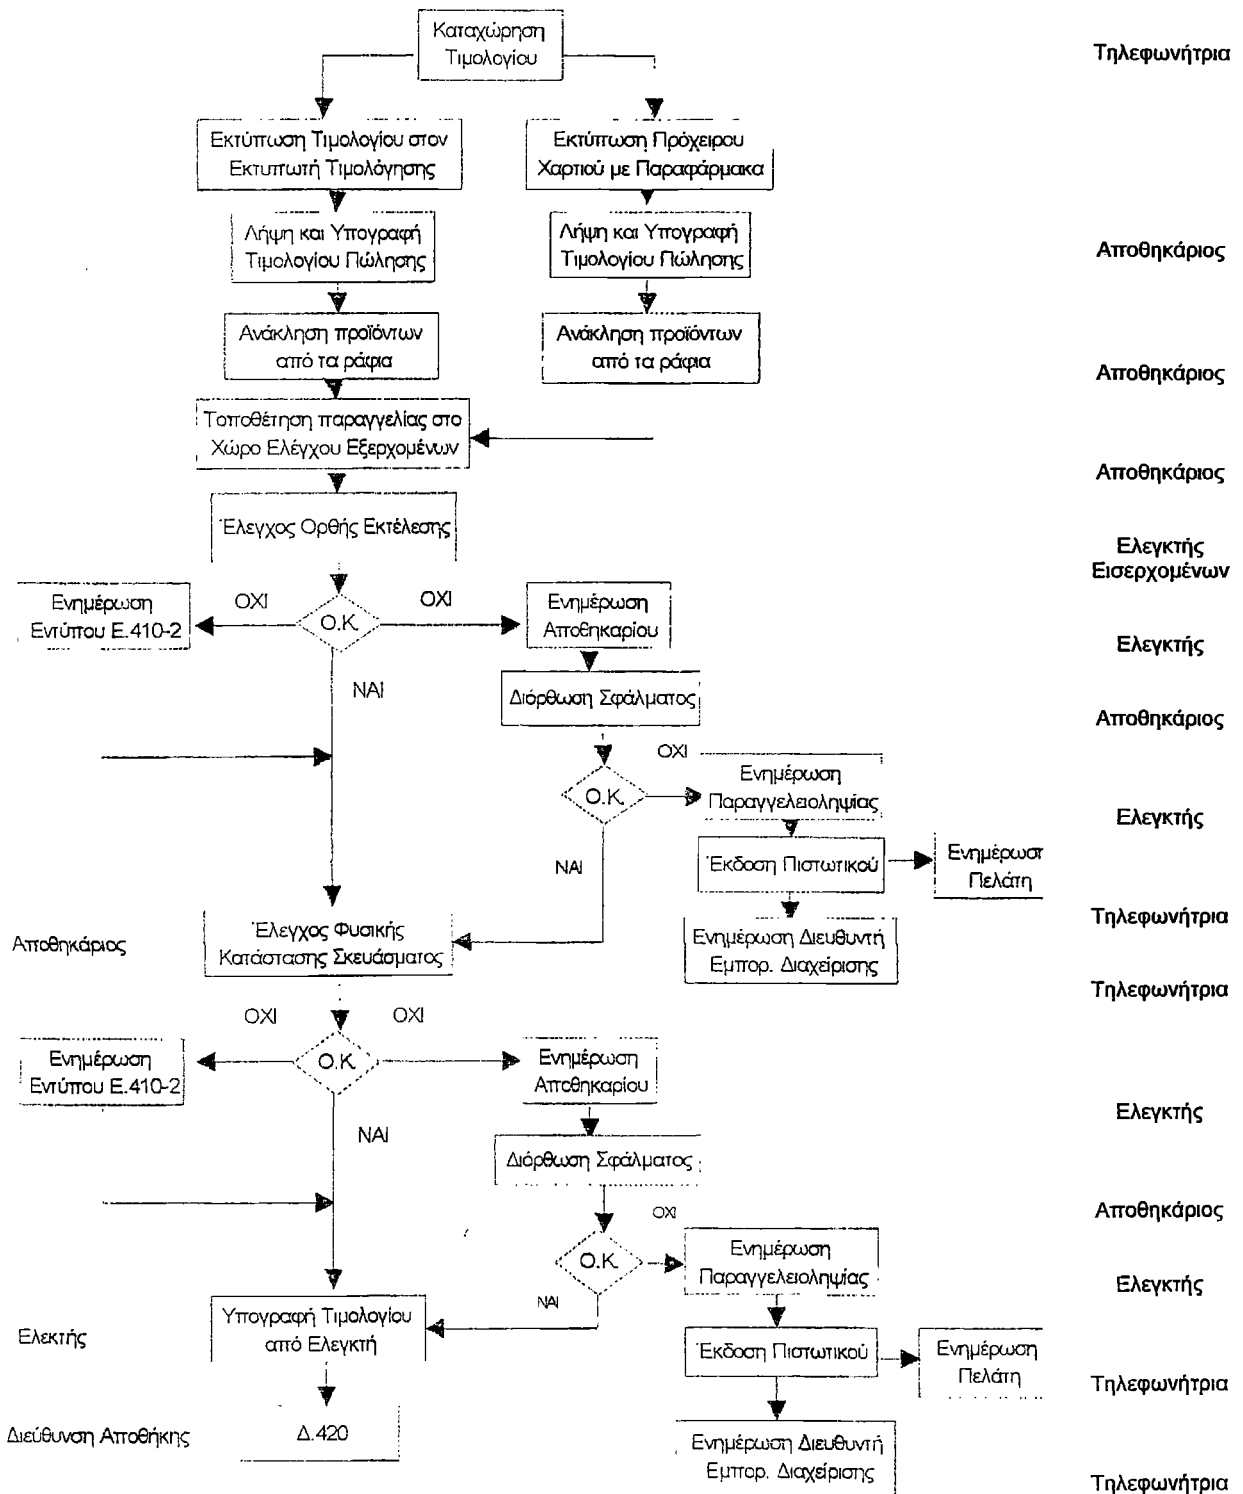 Καταχώρηση
Τιμολογίου
Τηλεφωνήτρια
Εκτύπωση Τιμολογίου στον
Εκτυπωτή Τιμολόγησης
Εκτύπωση Πρόχειρου
Χαρτιού με Παραφάρμακα
Λήψη και Υπογραφή
Τιμολογίου Πώλησης
Λήψη και Υπογραφή
Τιμολογίου Πώλησης
Αποθηκάριος
Ανάκληση προϊόντων
από τα ράφια
Ανάκληση προϊόντων
από τα ράφια
Αποθηκάριος
Τοποθέτηση παραγγελίας στο
Χώρο Ελέγχου Εξερχομένων
Αποθηκάριος
Έλεγχος Ορθής Εκτέλεσης
Ελεγκτής
Εισερχομένων
Ενημέρωση
Εντύπου Ε.410-2
ΟΧΙ
Ο.Κ.
ΟΧΙ
Ενημέρωση
Αποθηκαρίου
Ελεγκτής
ΝΑΙ
Διόρθωση Σφάλματος
Αποθηκάριος
Ο.Κ.
ΟΧΙ
Ενημέρωση
Παραγγελειοληψίας
Ελεγκτής
ΝΑΙ
Έκδοση Πιστωτικού
Ενημέρωση
Πελάτη
Τηλεφωνήτρια
Αποθηκάριος
Έλεγχος Φυσικής
Κατάστασης Σκευάσματος
Ενημέρωση Διευθυντή
Εμπορ. Διαχείρισης
Τηλεφωνήτρια
ΟΧΙ
ΟΧΙ
Ενημέρωση
Εντύπου Ε.410-2
Ο.Κ.
Ενημέρωση
Αποθηκαρίου
Ελεγκτής
ΝΑΙ
Διόρθωση Σφάλματος
Αποθηκάριος
ΟΧΙ
Ο.Κ.
Ενημέρωση
Παραγγελειοληψίας
Ελεγκτής
ΝΑΙ
Ελεκτής
Υπογραφή Τιμολογίου
από Ελεγκτή
Έκδοση Πιστωτικού
Ενημέρωση
Πελάτη
Τηλεφωνήτρια
Διεύθυνση Αποθήκης
Δ.420
Ενημέρωση Διευθυντή
Εμπορ. Διαχείρισης
Τηλεφωνήτρια